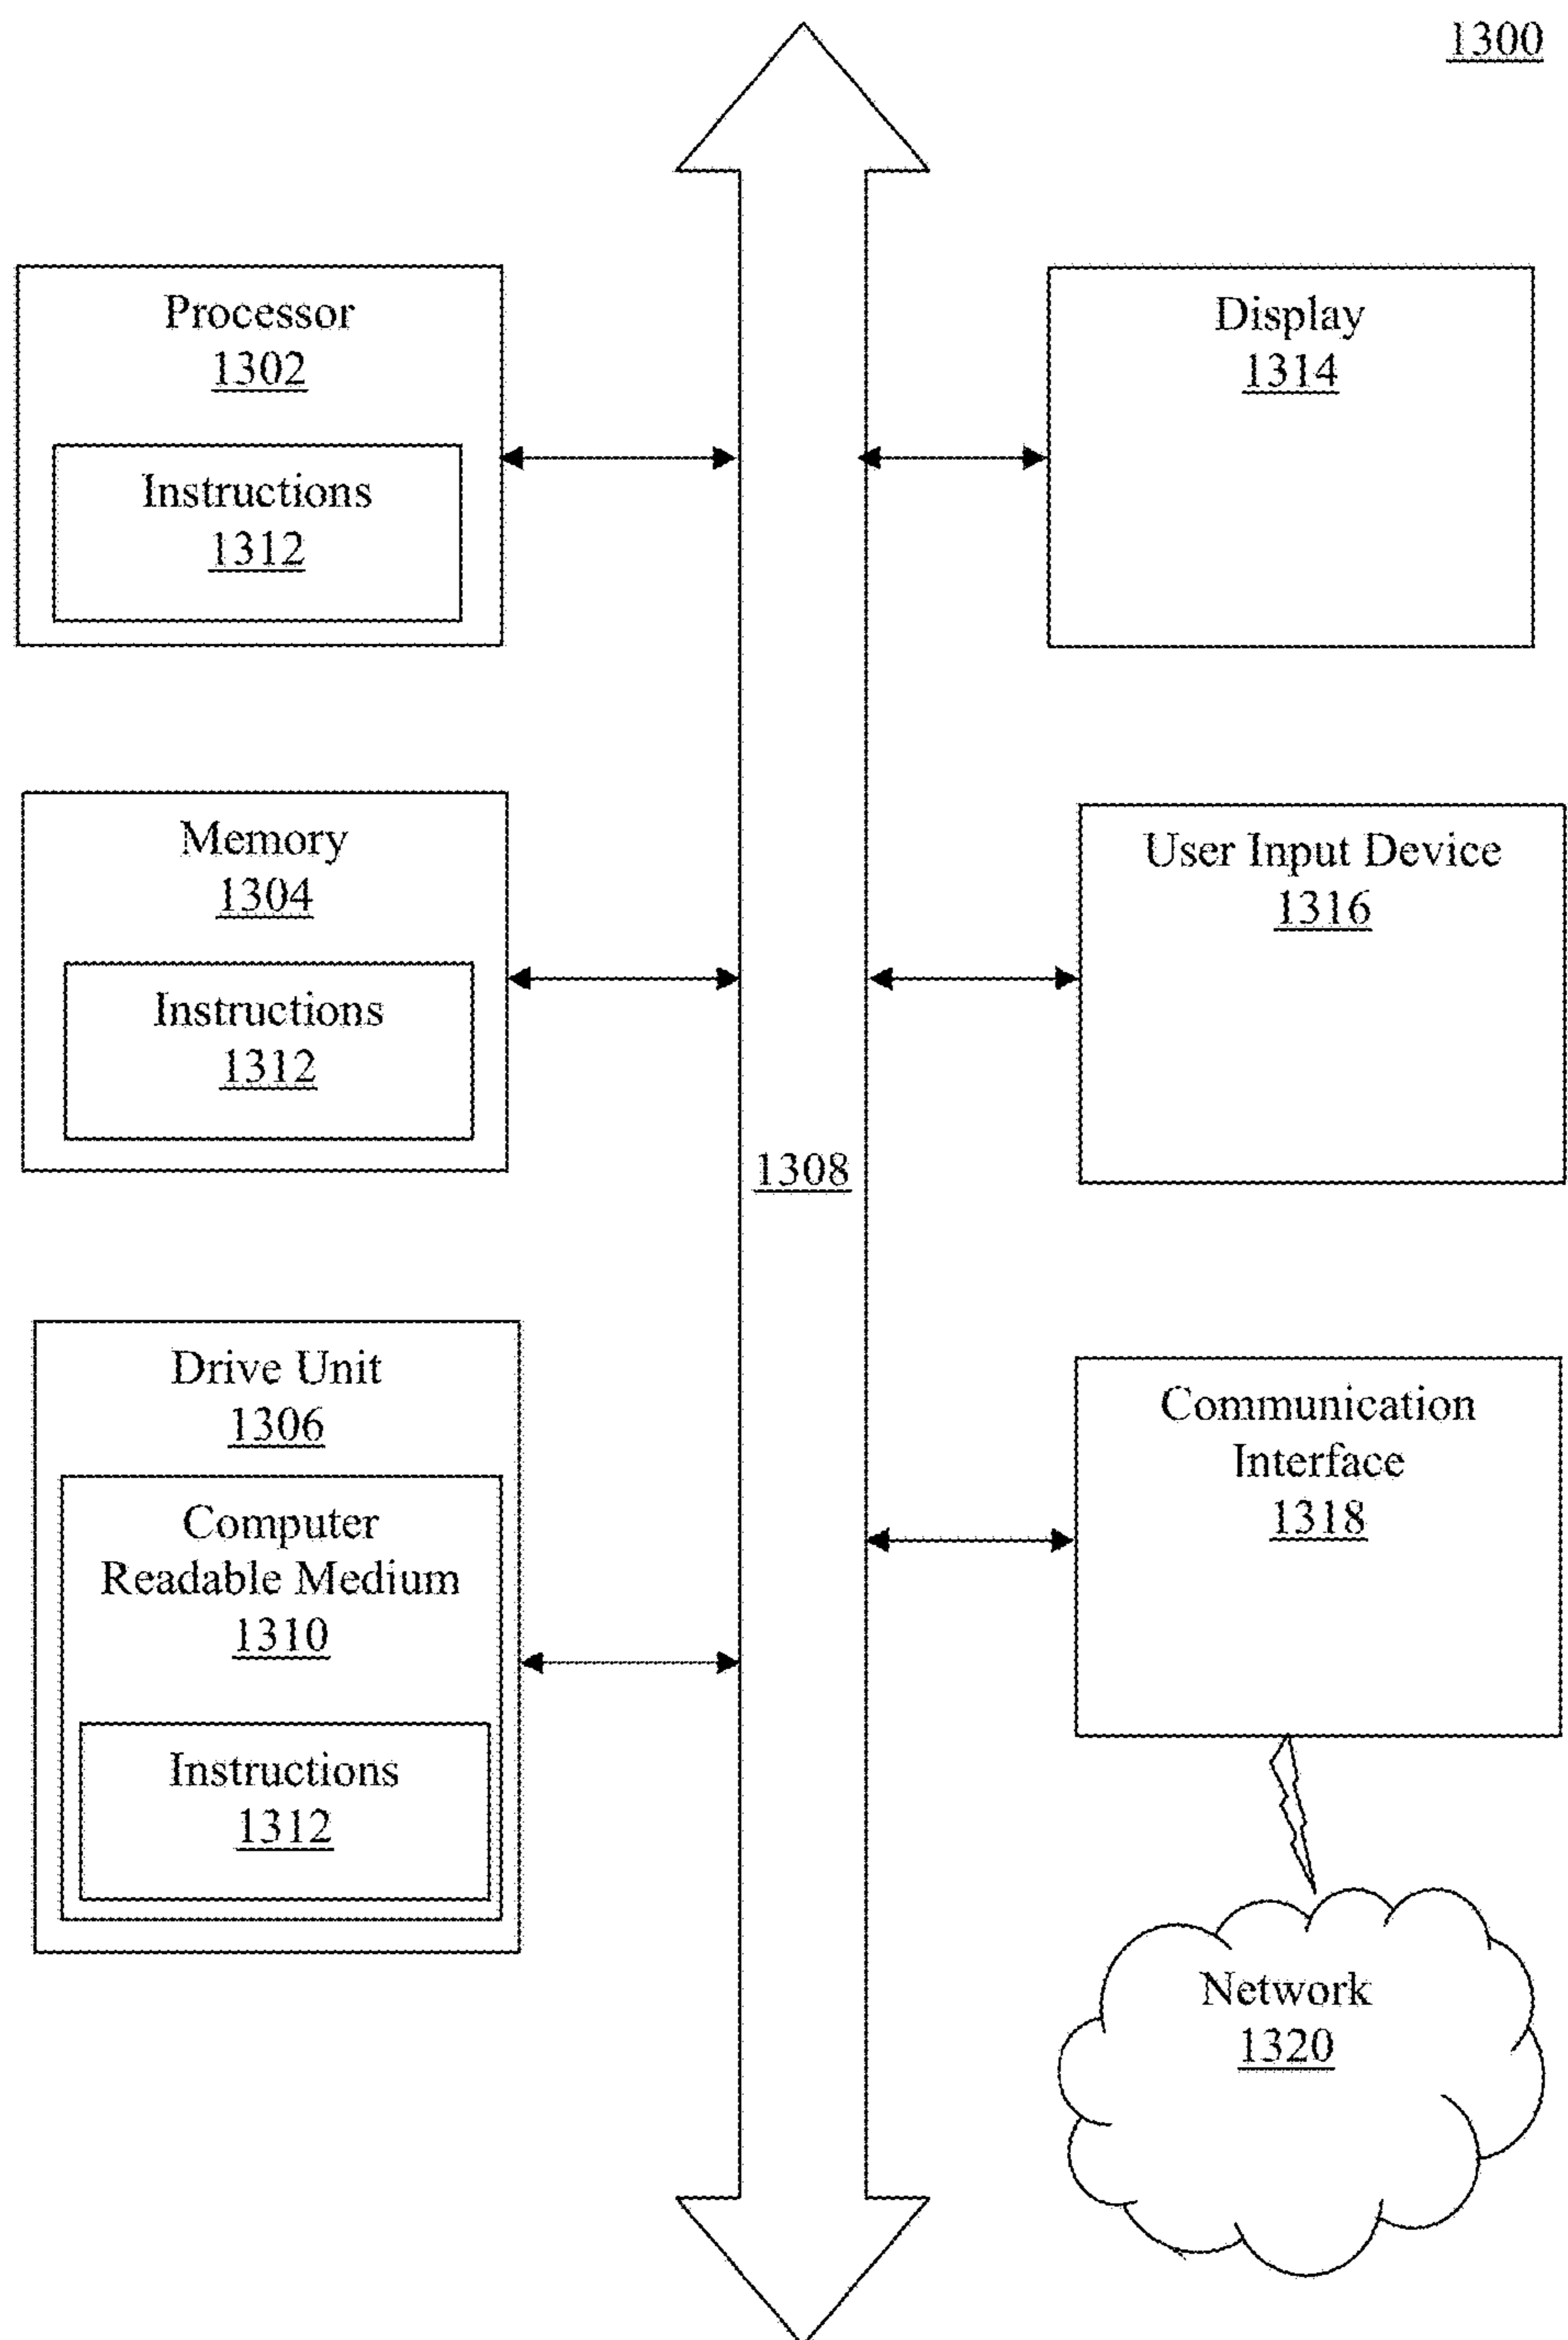 1300
Processor
1302
Instructions
1312
Display
1314
Memory
1304
Instructions
1312
User Input Device
1316
1308
Drive Unit
1306
Computer
Readable Medium
1310
Instructions
1312
Communication
Interface
1318
Network
1320